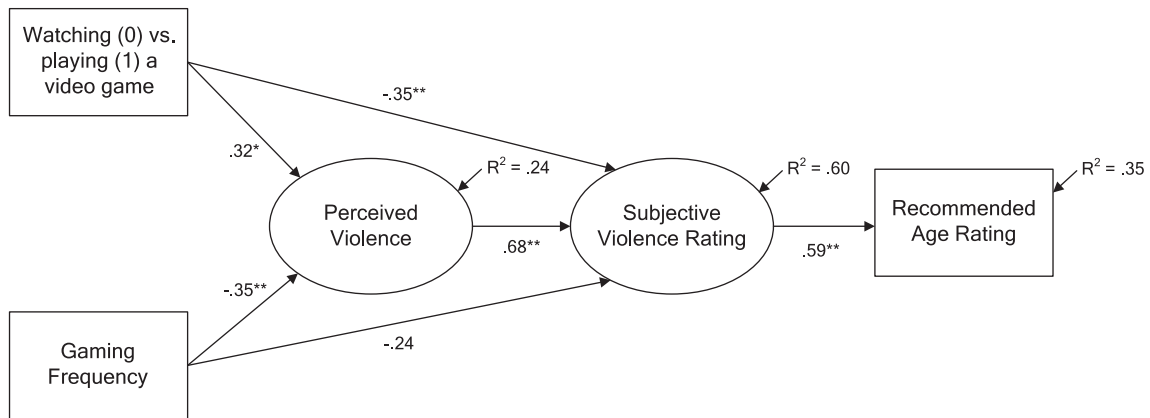 Watching (0) vs.
playing (1) a
video game
-.35**
.32*
R² = .24
R² = .60
R² = .35
Perceived
Violence
Subjective
Violence Rating
Recommended
Age Rating
.68**
.59**
-.35**
-.24
Gaming
Frequency